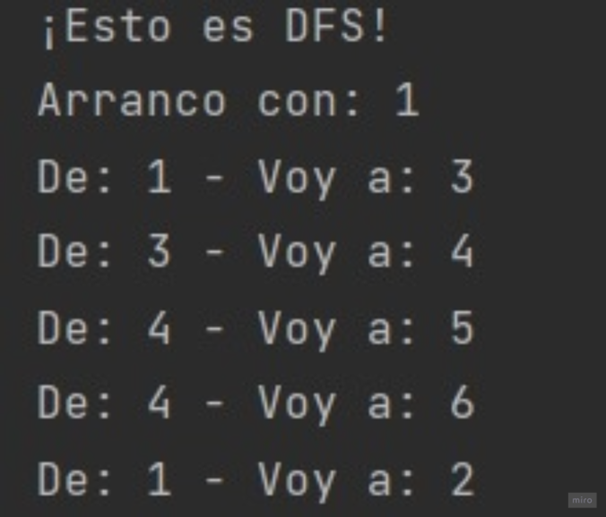 ¡Esto es DFS!
Arranco con: 1
De: 1 - Voy a: 3
De: 3 - Voy a: 4
De: 4 - Voy a: 5
De: 4 - Voy a: 6
De: 1 - Voy a: 2
miro